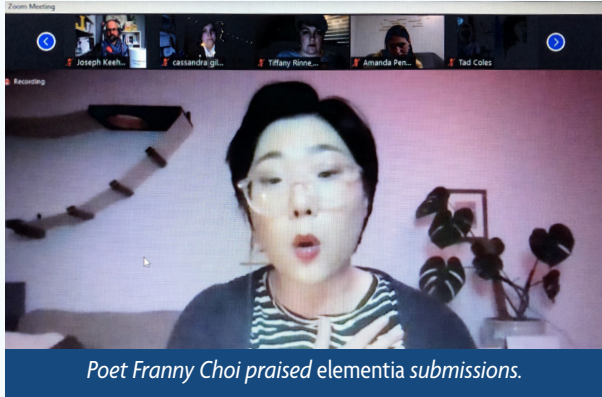 Zoom Meeting
Joseph Keeh...
cassandra gil...
Tiffany Rinne,...
Amanda Pen...
Tad Coles
Recording
Poet Franny Choi praised elementia submissions.